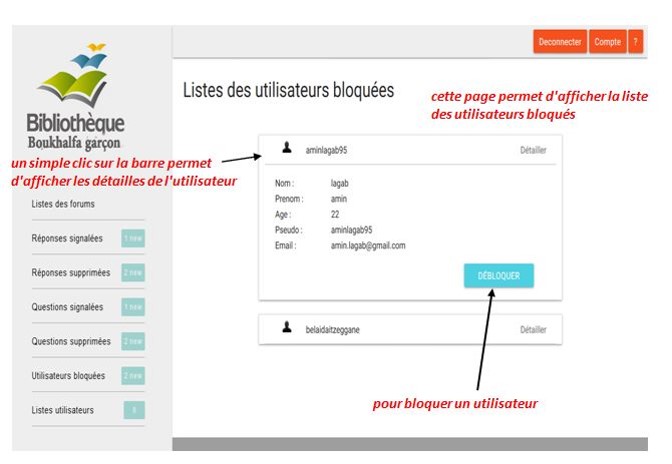 Deconnecter Compte ?
Bibliothèque
Boukhalfa garçon
Listes des utilisateurs bloquées
cette page permet d'afficher la liste
des utilisateurs bloqués
un simple clic sur la barre permet
d'afficher les détailles de l'utilisateur
Listes des forums
Réponses signalées 1 new
Réponses supprimées 2 new
Questions signalées 1 new
Questions supprimées 2 new
Utilisateurs bloquées 2 new
Listes utilisateurs
aminlagab95 Détailler
Nom : lagab
Prenom : amin
Age : 22
Pseudo : aminlagab95
Email : amin.lagab@gmail.com
DÉBLOQUER
belaidaitzeggane Détailler
pour bloquer un utilisateur